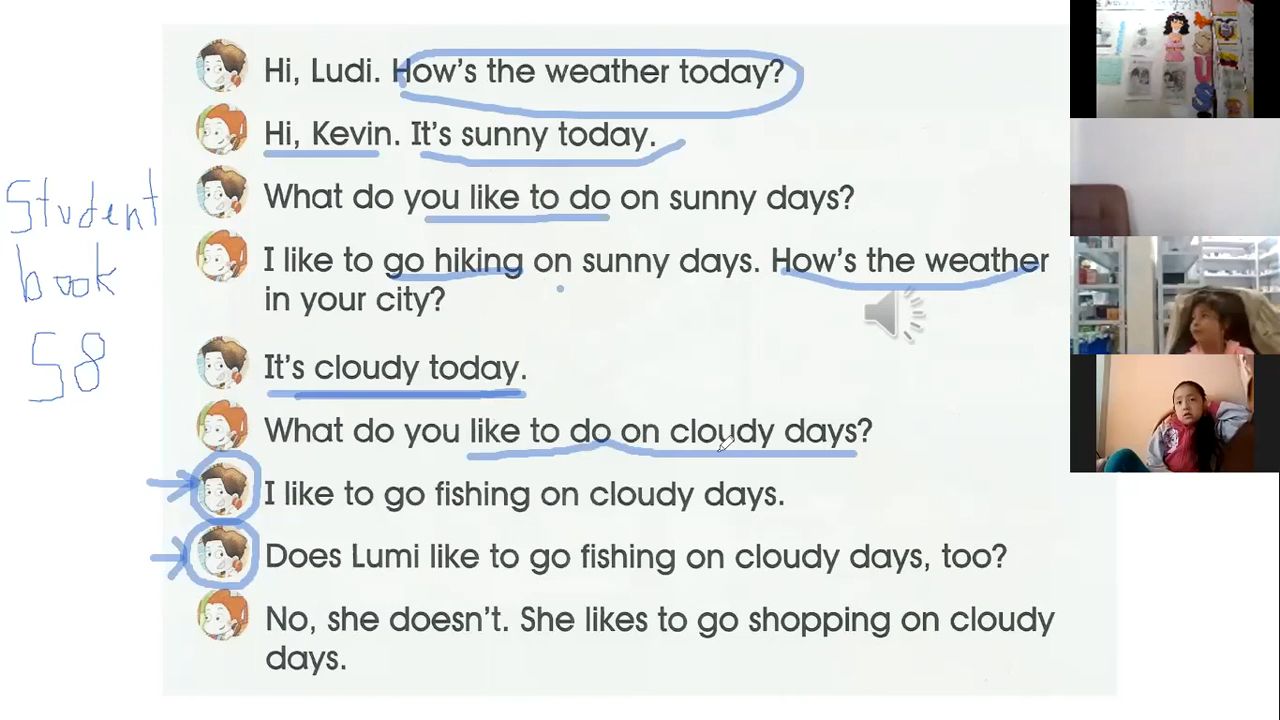 Hi, Ludi. How's the weather today?
Hi, Kevin. It's sunny today.
What do you like to do on sunny days?
I like to go hiking on sunny days. How's the weather
in your city?
It's cloudy today.
What do you like to do on cloudy days?
I like to go fishing on cloudy days.
Does Lumi like to go fishing on cloudy days, too?
No, she doesn't. She likes to go shopping on cloudy
days.
Student
book
58